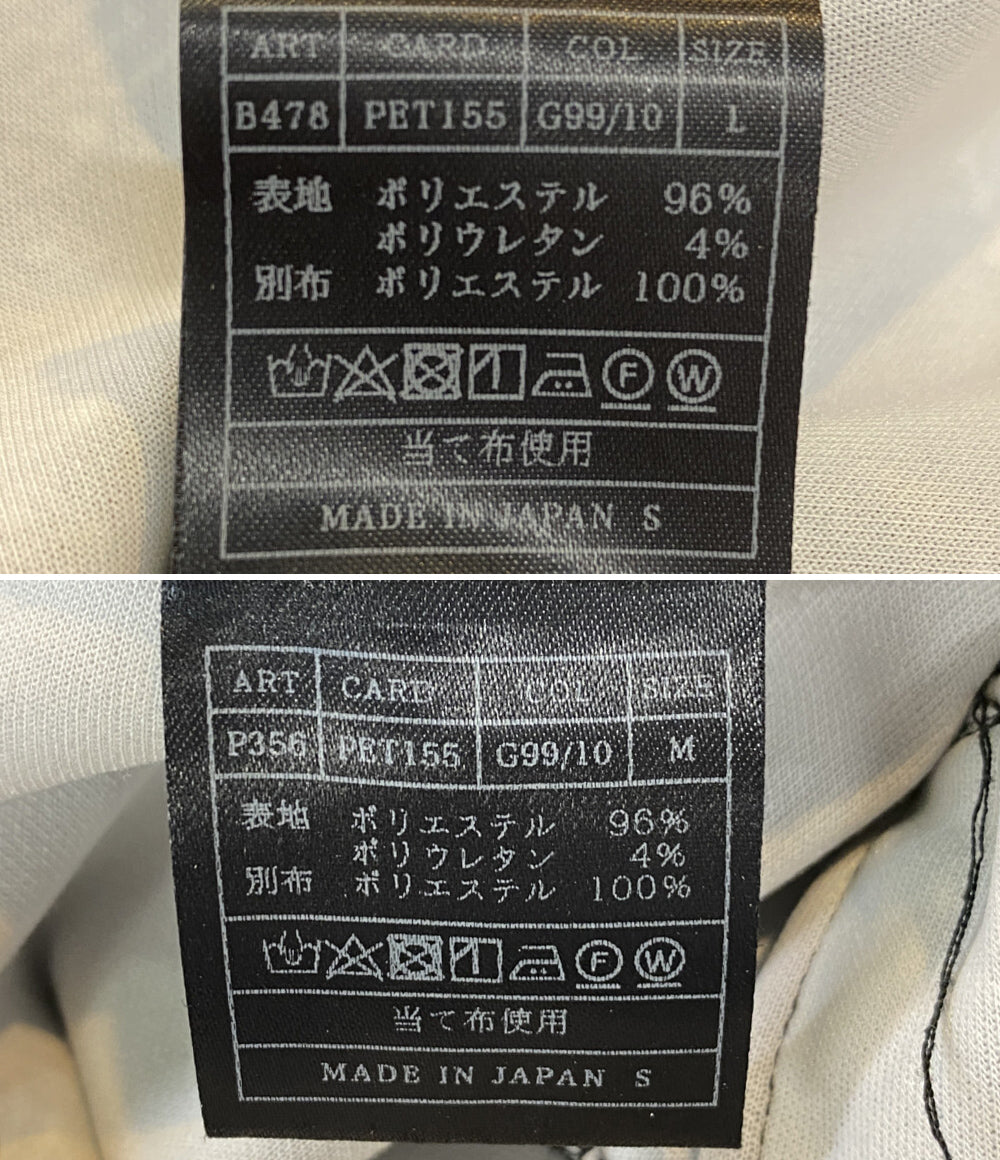 ART CARD COL SIZE
B478 PET155 G99/10 L
表地 ポリエステル 96%
ポリウレタン 4%
別布 ポリエステル 100%
F W
当て布使用
MADE IN JAPAN S
ART CARD COL SIZE
P356 PET155 G99/10 M
表地 ポリエステル 96%
ポリウレタン 4%
別布 ポリエステル 100%
F W
当て布使用
MADE IN JAPAN S